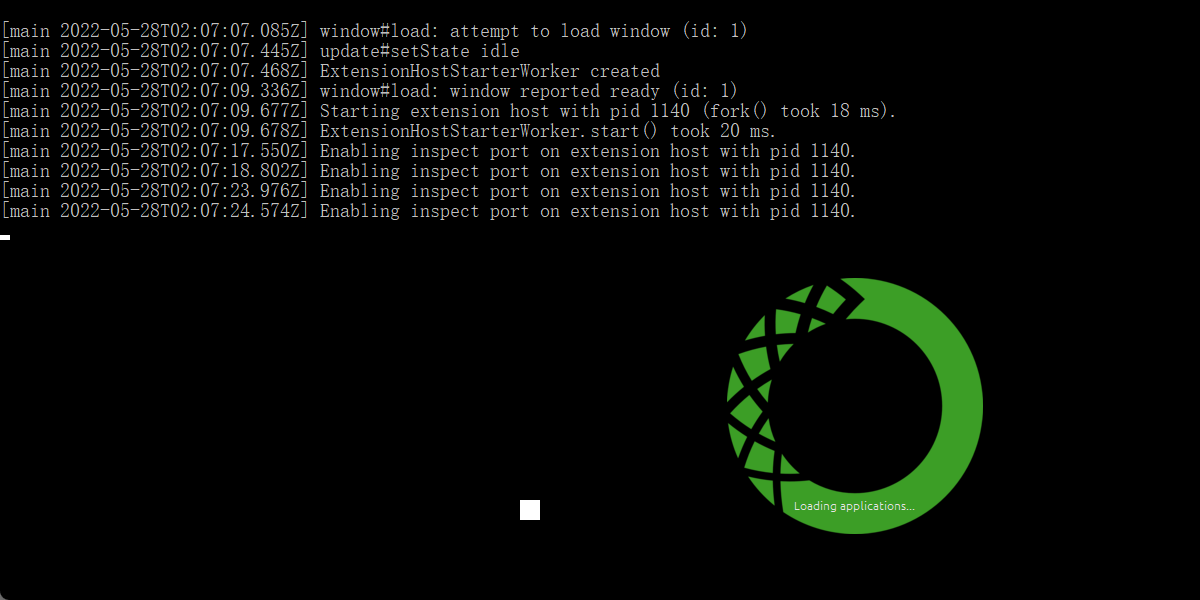 [main 2022-05-28T02:07:07.085Z] window#load: attempt to load window (id: 1)
[main 2022-05-28T02:07:07.445Z] update#setState idle
[main 2022-05-28T02:07:07.468Z] ExtensionHostStarterWorker created
[main 2022-05-28T02:07:09.336Z] window#load: window reported ready (id: 1)
[main 2022-05-28T02:07:09.677Z] Starting extension host with pid 1140 (fork() took 18 ms).
[main 2022-05-28T02:07:09.678Z] ExtensionHostStarterWorker.start() took 20 ms.
[main 2022-05-28T02:07:17.550Z] Enabling inspect port on extension host with pid 1140.
[main 2022-05-28T02:07:18.802Z] Enabling inspect port on extension host with pid 1140.
[main 2022-05-28T02:07:23.976Z] Enabling inspect port on extension host with pid 1140.
[main 2022-05-28T02:07:24.574Z] Enabling inspect port on extension host with pid 1140.
Loading applications...